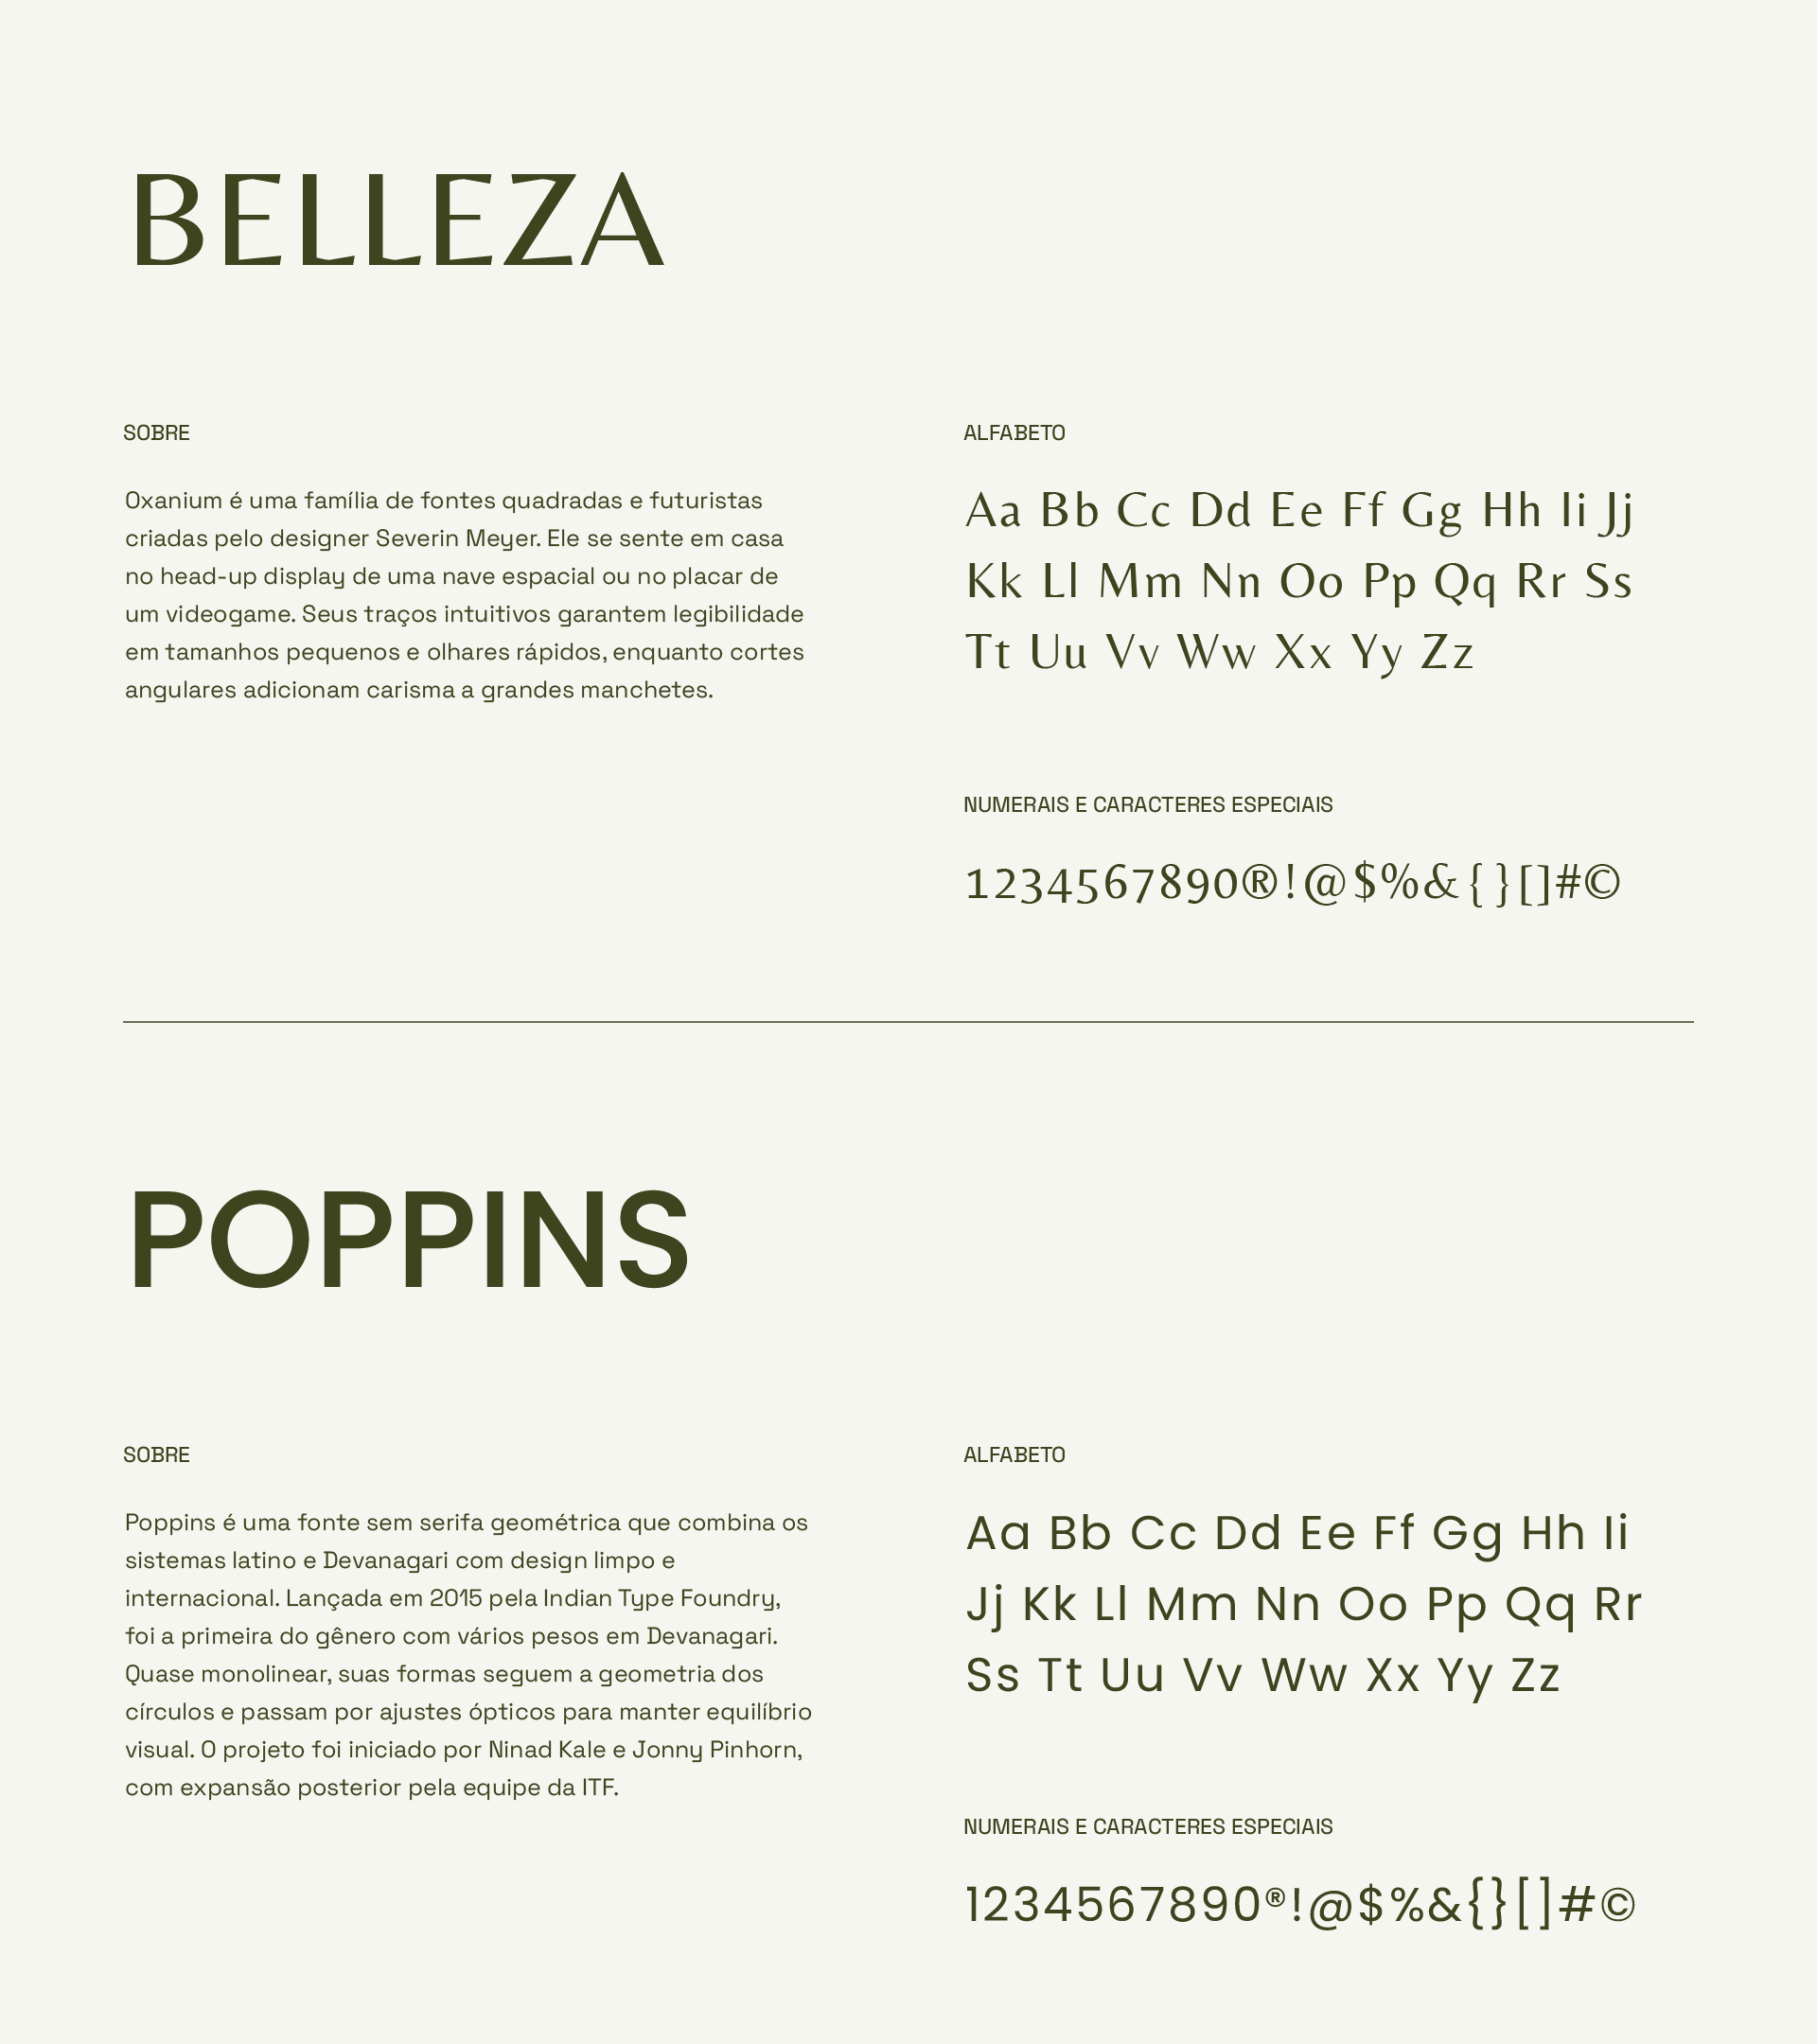 BELLEZA
SOBRE
Oxanium é uma família de fontes quadradas e futuristas
criadas pelo designer Severin Meyer. Ele se sente em casa
no head-up display de uma nave espacial ou no placar de
um videogame. Seus traços intuitivos garantem legibilidade
em tamanhos pequenos e olhares rápidos, enquanto cortes
angulares adicionam carisma a grandes manchetes.
ALFABETO
Aa Bb Cc Dd Ee Ff Gg Hh Ii Jj
Kk Ll Mm Nn Oo Pp Qq Rr Ss
Tt Uu Vv Ww Xx Yy Zz
NUMERAIS E CARACTERES ESPECIAIS
1234567890®!@$%&{}[]#©
POPPINS
SOBRE
Poppins é uma fonte sem serifa geométrica que combina os
sistemas latino e Devanagari com design limpo e
internacional. Lançada em 2015 pela Indian Type Foundry,
foi a primeira do gênero com vários pesos em Devanagari.
Quase monolinear, suas formas seguem a geometria dos
círculos e passam por ajustes ópticos para manter equilíbrio
visual. O projeto foi iniciado por Ninad Kale e Jonny Pinhorn,
com expansão posterior pela equipe da ITF.
ALFABETO
Aa Bb Cc Dd Ee Ff Gg Hh Ii
Jj Kk Ll Mm Nn Oo Pp Qq Rr
Ss Tt Uu Vv Ww Xx Yy Zz
NUMERAIS E CARACTERES ESPECIAIS
1234567890®!@$%&{}[]#©